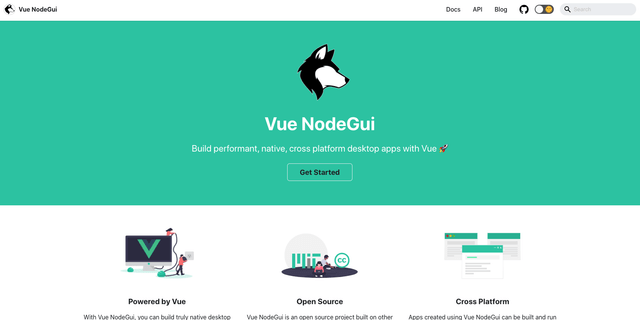 Vue NodeGui
Docs
API
Blog
Search
Vue NodeGui
Build performant, native, cross platform desktop apps with Vue 🚀
Get Started
MIT
CC
Powered by Vue
Open Source
Cross Platform
With Vue NodeGui, you can build truly native desktop
Vue NodeGui is an open source project built on other
Apps created using Vue NodeGui can be built and run